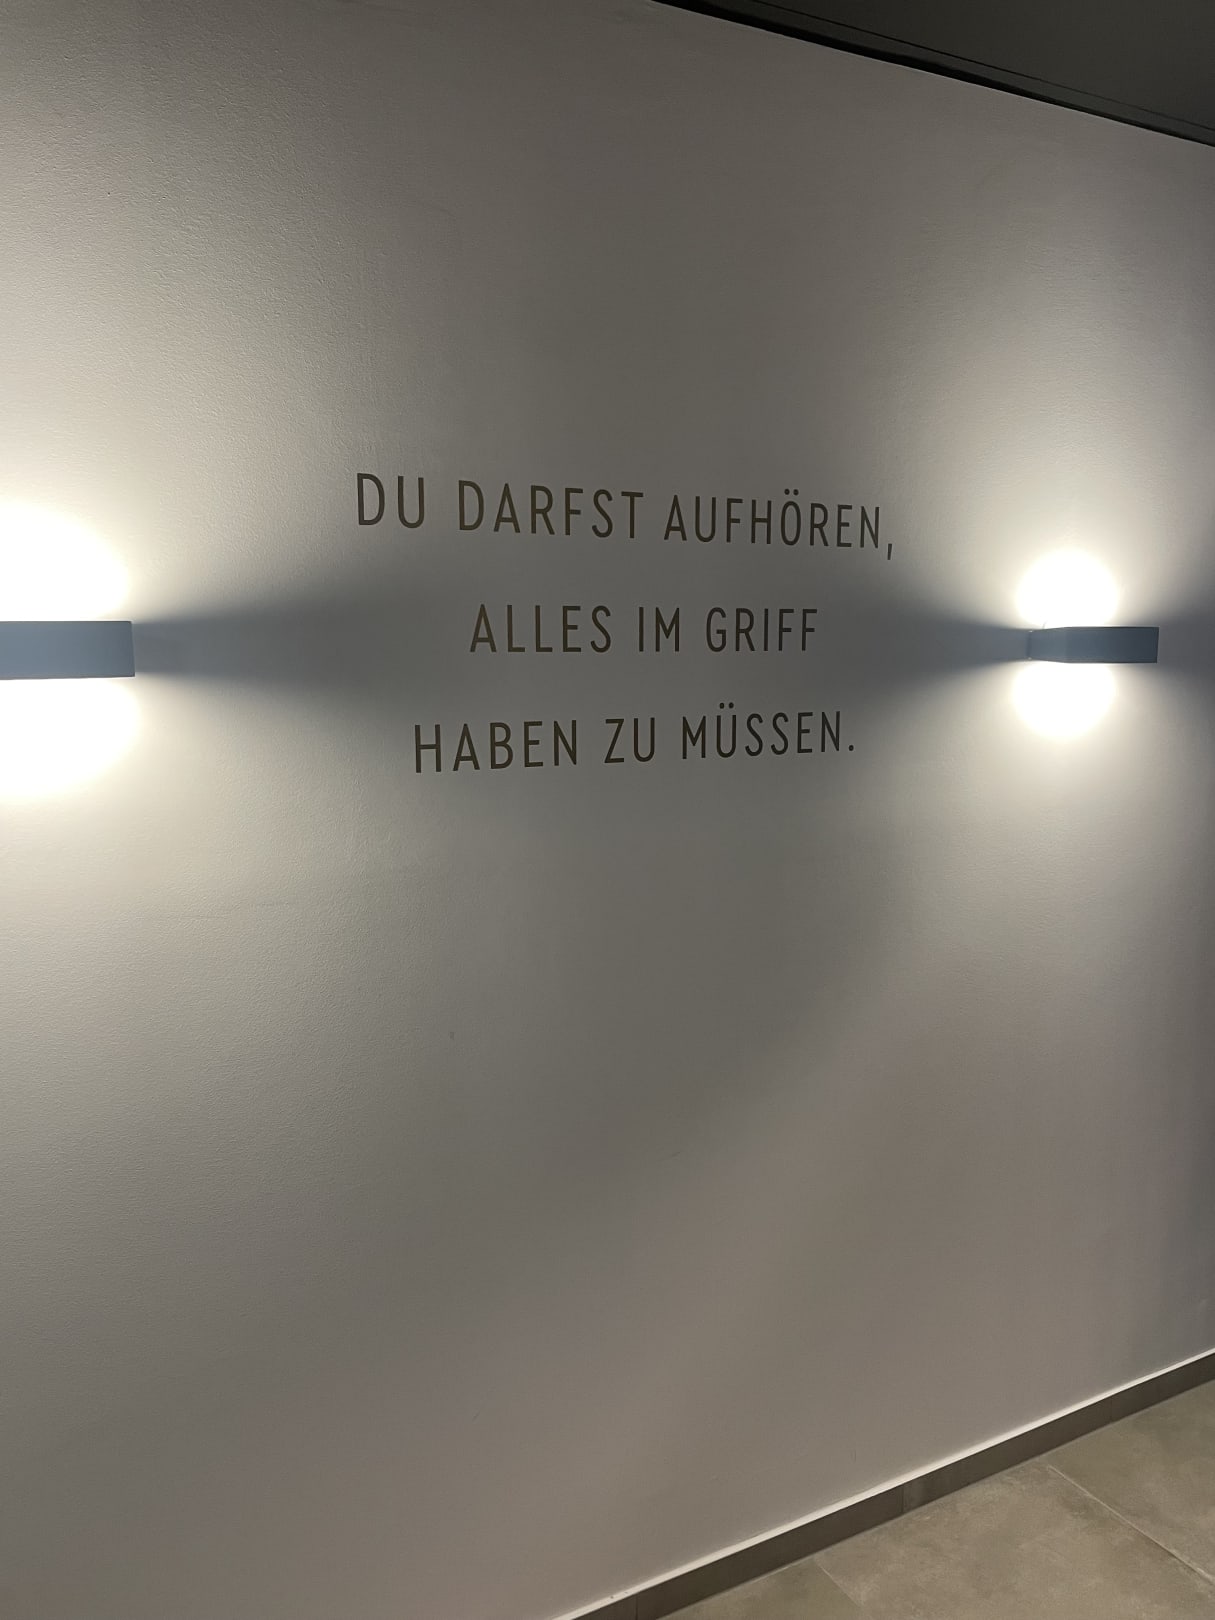 DU DARFST AUFHÖREN,
ALLES IM GRIFF
HABEN ZU MÜSSEN.